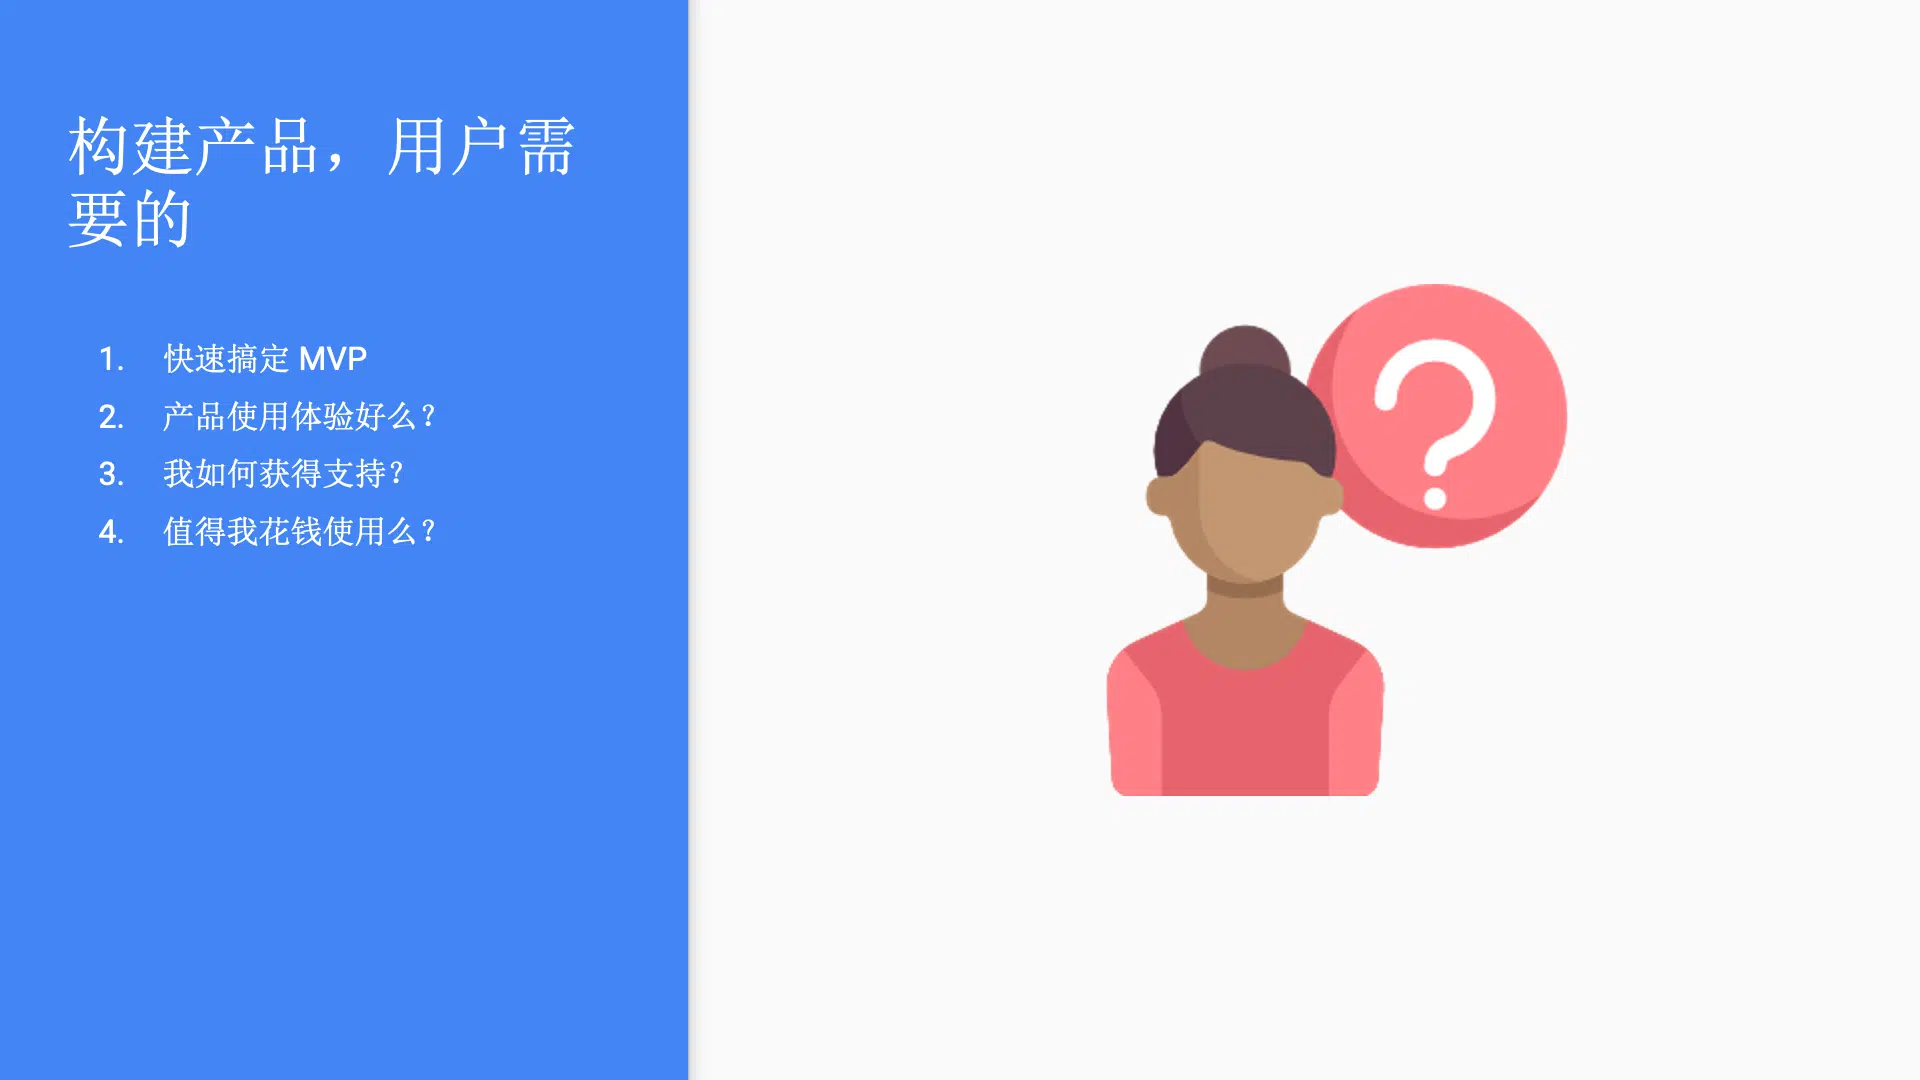 构建产品，用户需
要的
1. 快速搞定 MVP
2. 产品使用体验好么？
3. 我如何获得支持？
4. 值得我花钱使用么？
?